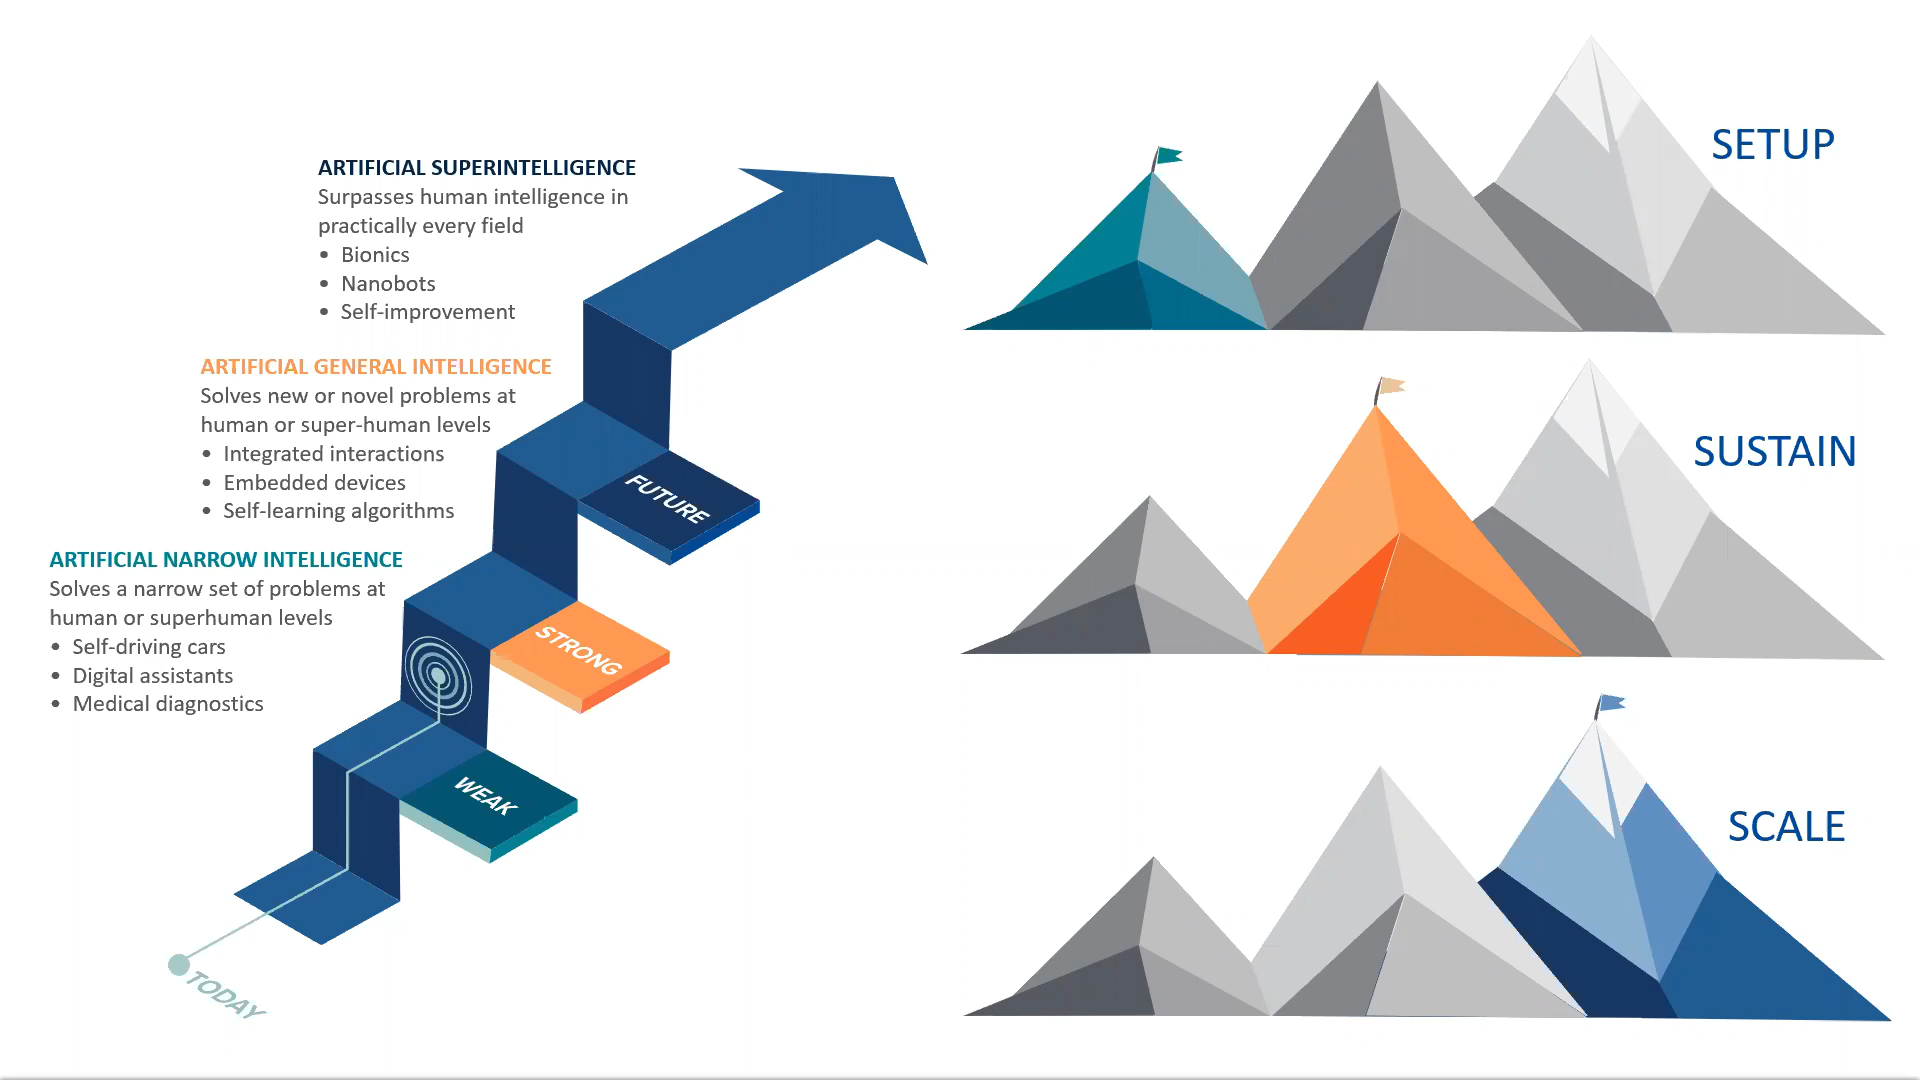 ARTIFICIAL SUPERINTELLIGENCE
Surpasses human intelligence in
practically every field
• Bionics
• Nanobots
• Self-improvement
ARTIFICIAL GENERAL INTELLIGENCE
Solves new or novel problems at
human or super-human levels
• Integrated interactions
• Embedded devices
• Self-learning algorithms
ARTIFICIAL NARROW INTELLIGENCE
Solves a narrow set of problems at
human or superhuman levels
• Self-driving cars
• Digital assistants
• Medical diagnostics
FUTURE
STRONG
WEAK
TODAY
SETUP
SUSTAIN
SCALE